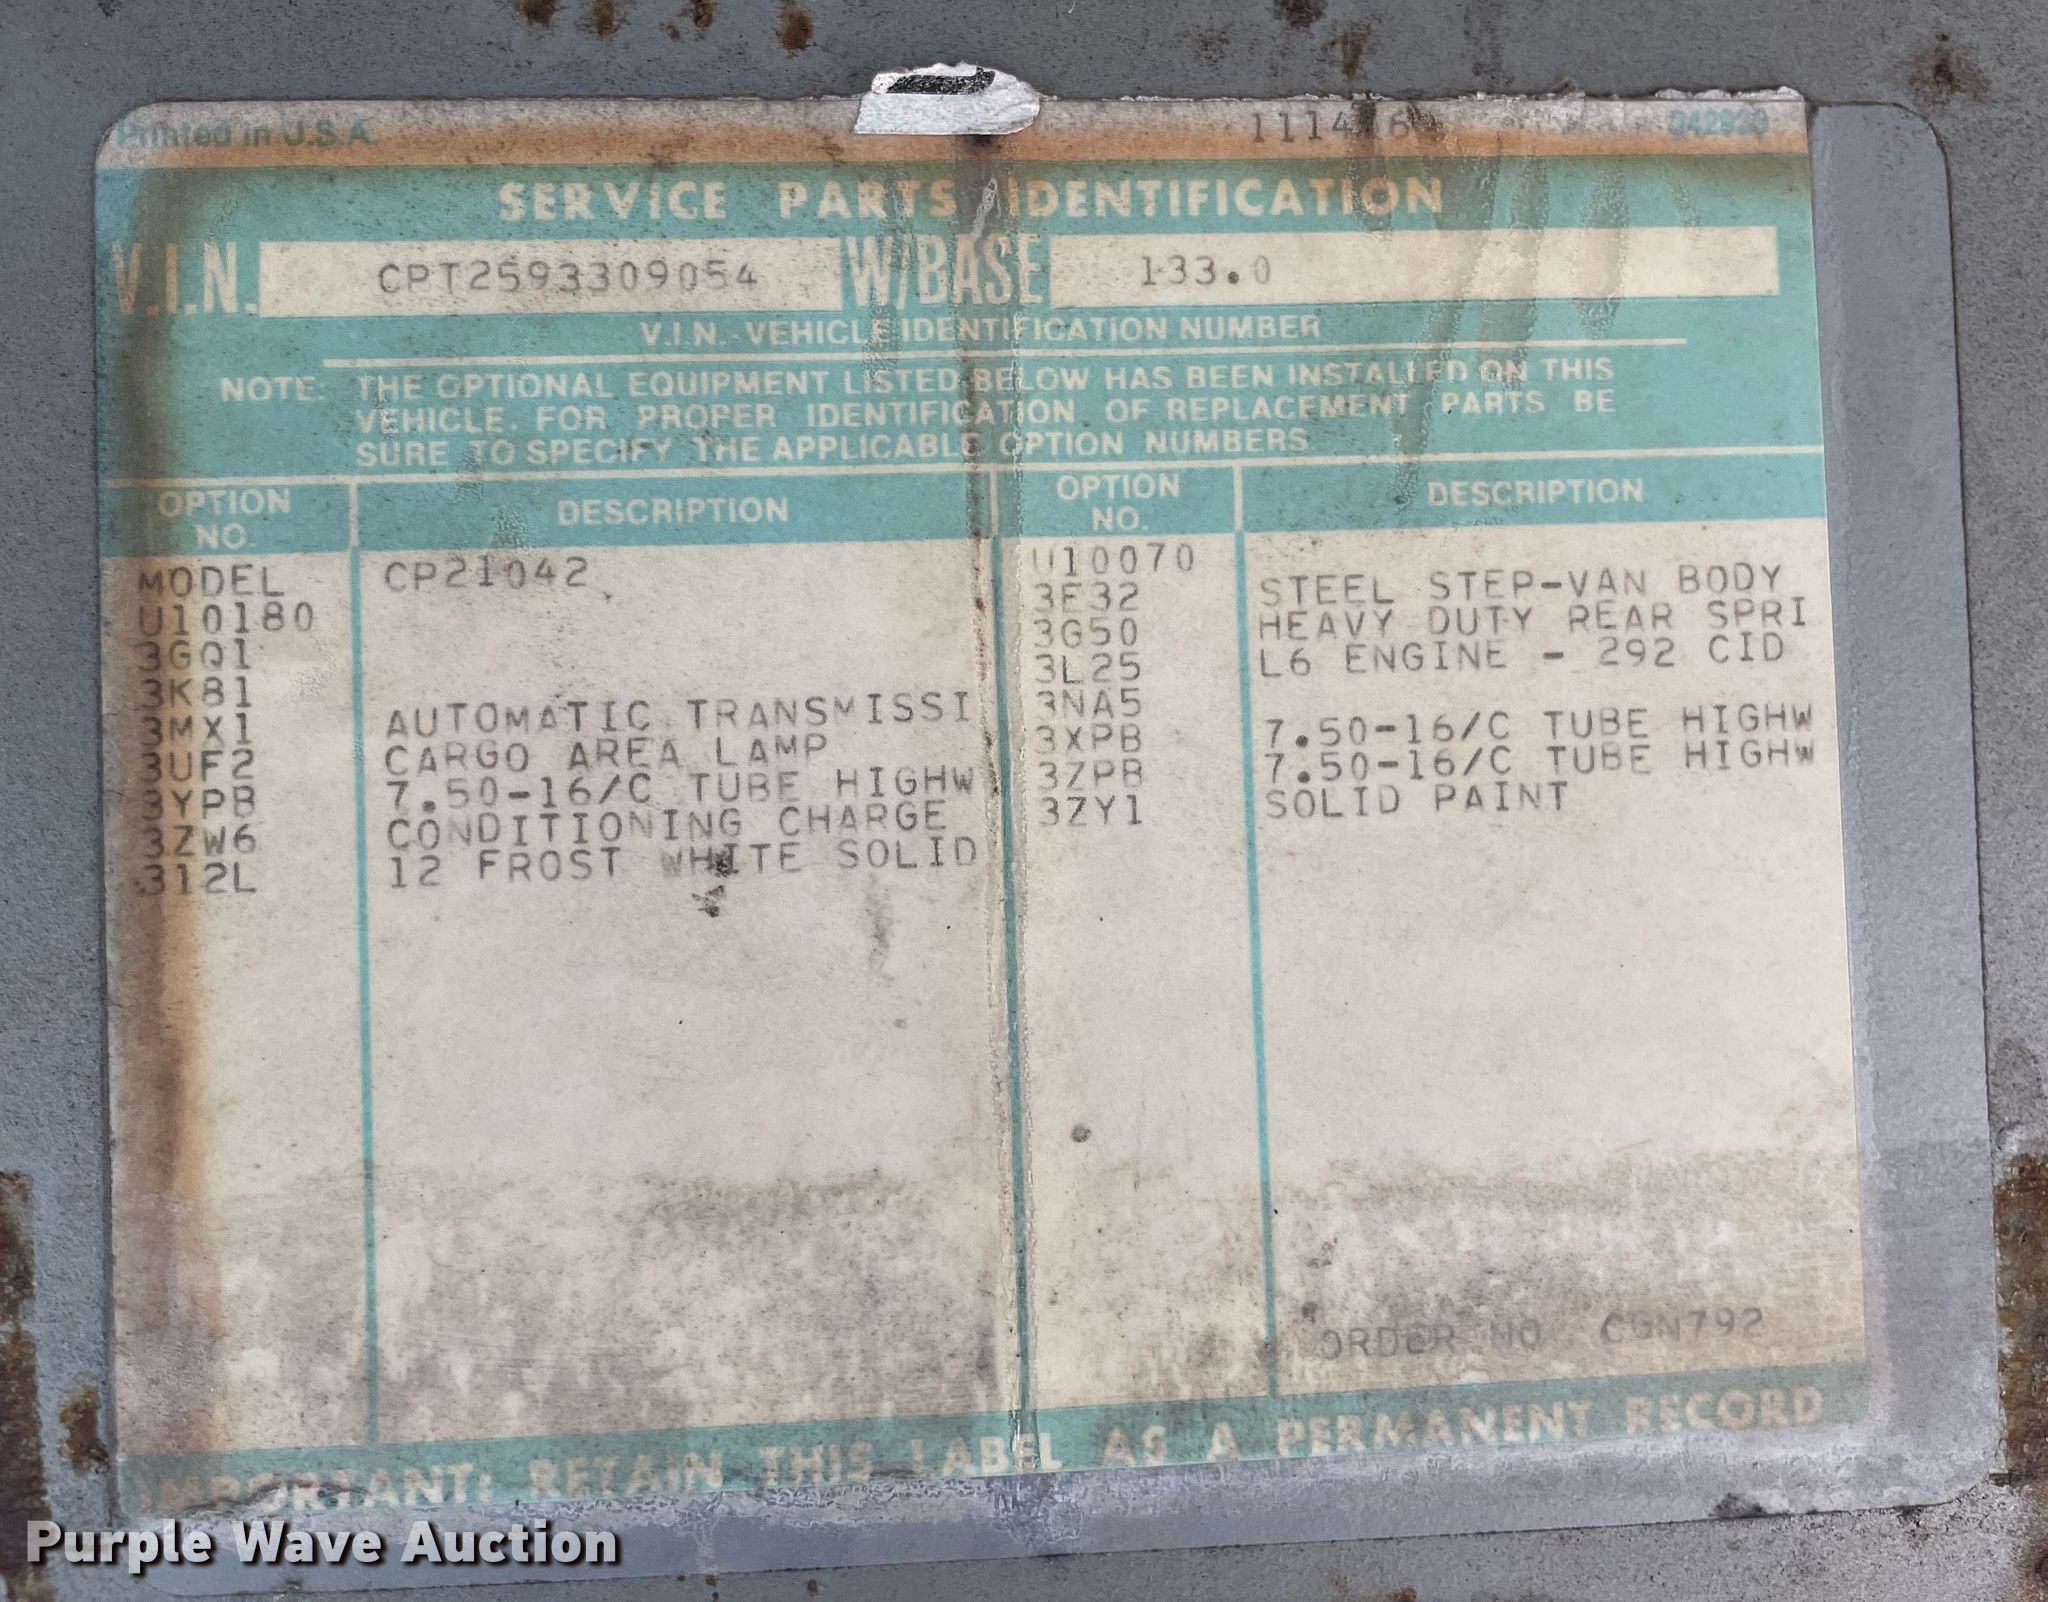 Printed in U.S.A. 342920
SERVICE PARTS IDENTIFICATION
V.I.N. CPT2593309054 W/BASE 133.0
V.I.N.-VEHICLE IDENTIFICATION NUMBER
NOTE: THE OPTIONAL EQUIPMENT LISTED BELOW HAS BEEN INSTALLED ON THIS
VEHICLE. FOR PROPER IDENTIFICATION OF REPLACEMENT PARTS BE
SURE TO SPECIFY THE APPLICABLE OPTION NUMBERS
OPTION NO. DESCRIPTION
MODEL CP21042
U10180
3GQ1
3K81
3MX1 AUTOMATIC TRANSMISSI
3UF2 CARGO AREA LAMP
3YPB 7.50-16/C TUBE HIGHW
3ZW6 CONDITIONING CHARGE
312L 12 FROST WHITE SOLID
OPTION NO. DESCRIPTION
U10070
3E32 STEEL STEP-VAN BODY
3G50 HEAVY DUTY REAR SPRI
3L25 L6 ENGINE - 292 CID
3NA5
3XPB 7.50-16/C TUBE HIGHW
3ZPB 7.50-16/C TUBE HIGHW
3ZY1 SOLID PAINT
ORDER NO. CGN792
IMPORTANT: RETAIN THIS LABEL AS A PERMANENT RECORD
Purple Wave Auction